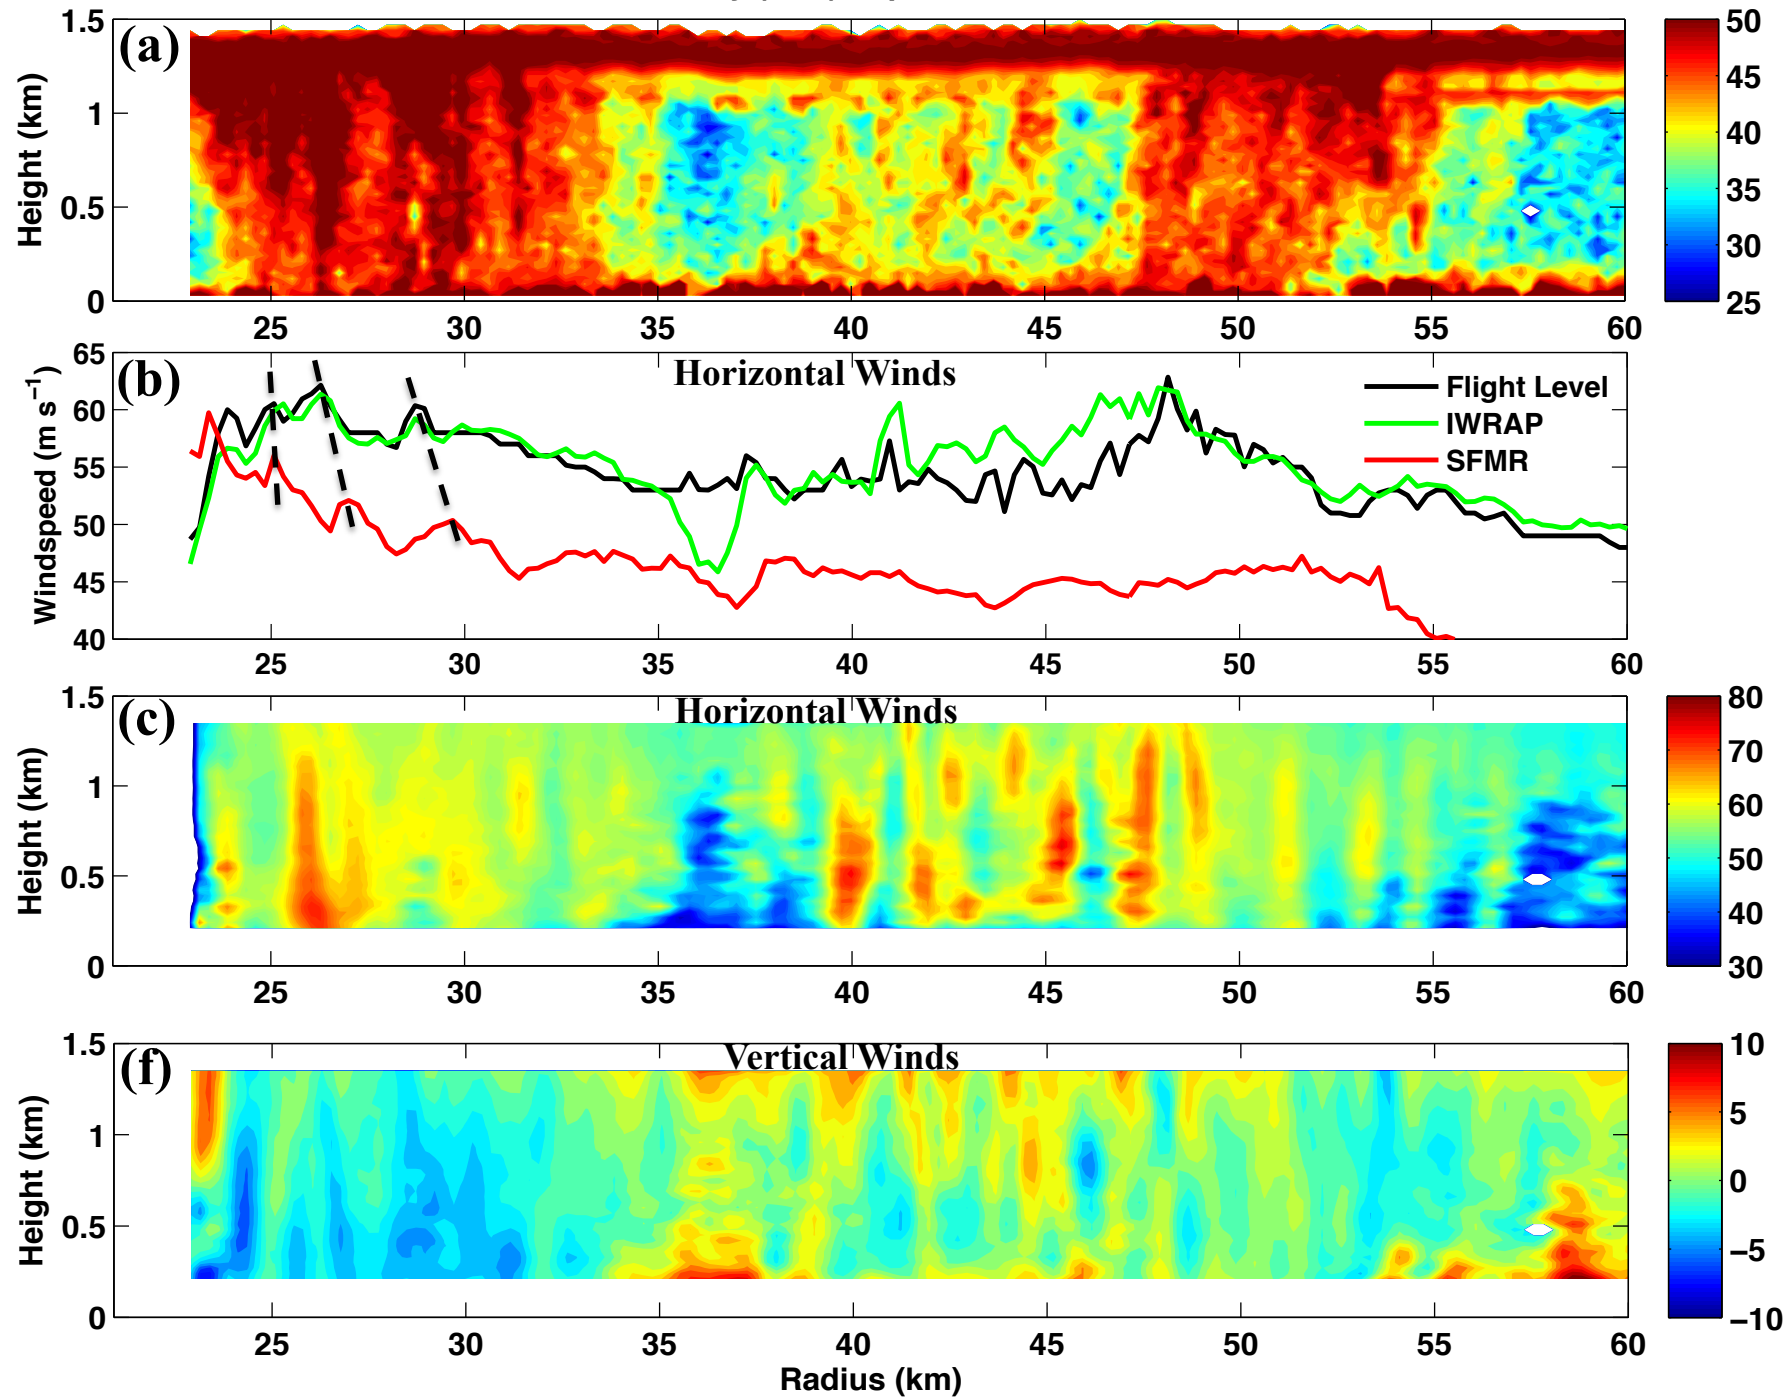 1.5
(a)
1
0.5
0
Height (km)
25 30 35 40 45 50 55 60
50
45
40
35
30
25
65
60
55
50
45
40
(b)
Windspeed (m s⁻¹)
Horizontal Winds
Flight Level
IWRAP
SFMR
25 30 35 40 45 50 55 60
1.5
(c)
Horizontal Winds
1
0.5
0
Height (km)
25 30 35 40 45 50 55 60
80
70
60
50
40
30
1.5
(f)
Vertical Winds
1
0.5
0
Height (km)
25 30 35 40 45 50 55 60
Radius (km)
10
5
0
−5
−10